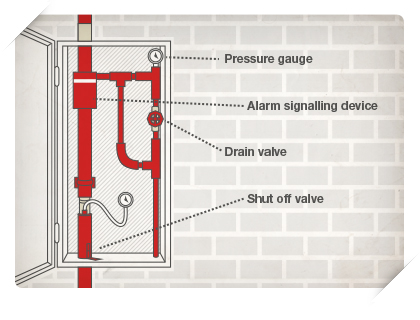 Pressure gauge
Alarm signalling device
Drain valve
Shut off valve